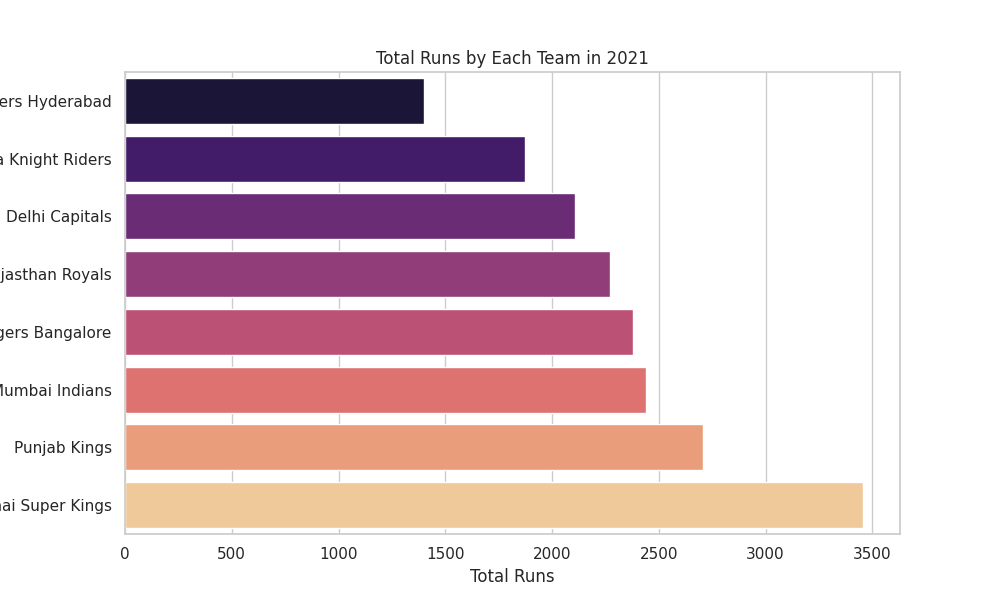 Total Runs by Each Team in 2021
ers Hyderabad
a Knight Riders
Delhi Capitals
jasthan Royals
gers Bangalore
Mumbai Indians
Punjab Kings
ai Super Kings
0 500 1000 1500 2000 2500 3000 3500
Total Runs